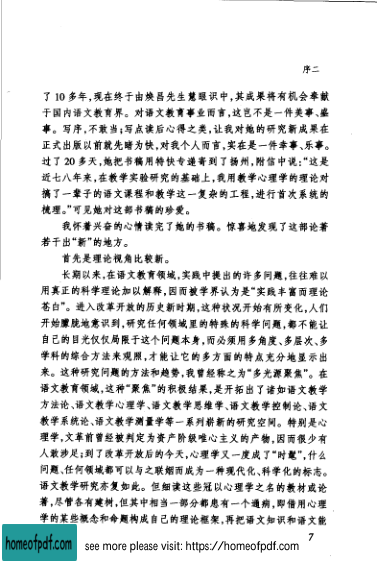 序二
了 10 多年,现在终于由焕昌先生慧眼识中,其成果将有机会奉献
于国内语文教育界。对语文教育事业而言,这岂不是一件美事、盛
事。写序,不敢当;写点读后心得之类,让我对她的研究新成果在
正式出版以前就先睹为快,对我个人而言,实在是一件幸事、乐事。
过了 20 多天,她把书稿用特快专递寄到了扬州,附信中说:“这是
近七八年来,在教学实验研究的基础上,我用教学心理学的理论对
搞了一辈子的语文课程和教学这一复杂的工程,进行首次系统的
梳理。”可见她对这部书稿的珍爱。
我怀着兴奋的心情读完了她的书稿。惊喜地发现了这部论著
若干出“新”的地方。
首先是理论视角比较新。
长期以来,在语文教育领域,实践中提出的许多问题,往往难以
用真正的科学理论加以解释,因而被学界认为是“实践丰富而理论
苍白”。进入改革开放的历史新时期,这种状况开始有所变化,人们
开始朦胧地意识到,研究任何领域里的特殊的科学问题,都不能让
自己的目光仅仅局限于这个问题本身,而必须用多角度、多层次、多
学科的综合方法来观照,才能让它的多方面的特点充分地显示出
来。这种研究问题的方法和趋势,我曾经称之为“多光源聚焦”。在
语文教育领域,这种“聚焦”的积极结果,是开拓出了诸如语文教学
方法论、语文教学心理学、语文教学思维学、语文教学控制论、语文
教学系统论、语文教学测量学等一系列崭新的研究空间。特别是心
理学,文革前曾经被判定为资产阶级唯心主义的产物,因而很少有
人敢涉足;到了改革开放后的今天,心理学又一度成了“时髦”,什么
问题、任何领域都可以与之联姻而成为一种现代化、科学化的标志。
语文教学研究亦复如此。但细读这些冠以心理学之名的教材或论
著,尽管各有建树,但其中相当一部分都患有一个通病,即借用心理
学的某些概念和命题构成自己的理论框架,再把语文知识和语文能
7
homeofpdf.com
see more please visit: https://homeofpdf.com